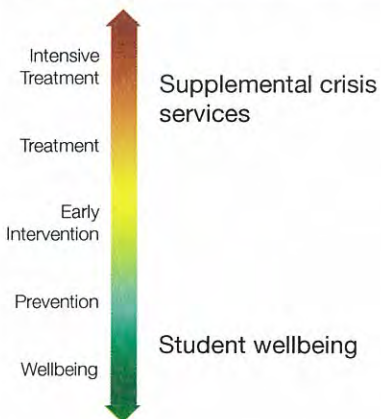 Intensive
Treatment
Supplemental crisis
services
Treatment
Early
Intervention
Prevention
Student wellbeing
Wellbeing